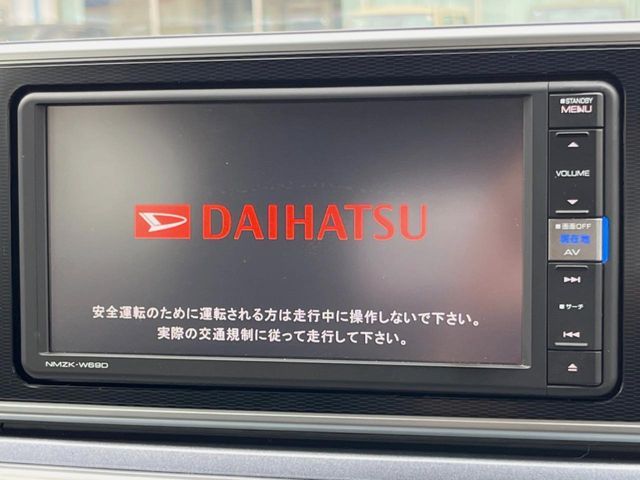 ■STANDBY
MENU
VOLUME
DAIHATSU
■画面OFF
現在地
AV
■サーチ
安全運転のために運転される方は走行中に操作しないで下さい。
実際の交通規制に従って走行して下さい。
NMZK-W69D